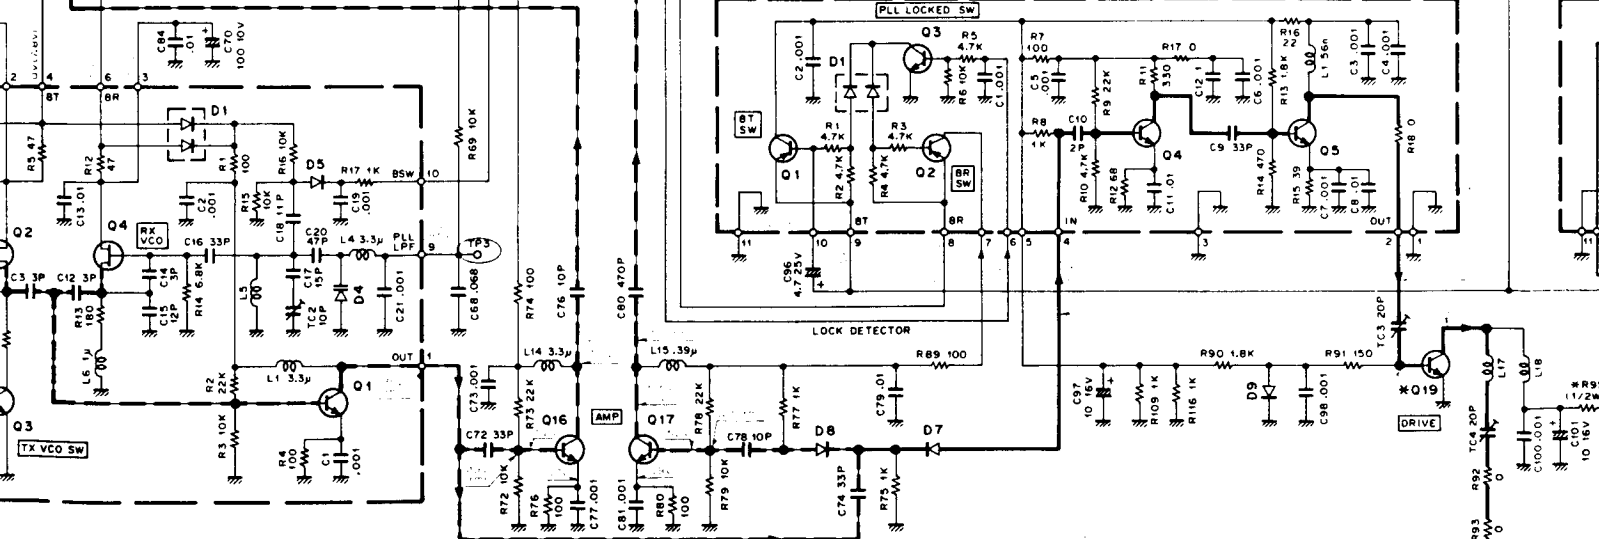 PLL LOCKED SW
C84 .01
C70 100 10V
2
4
6
3
8T
8R
D1
R5 47
R12 47
R1 100
R16 10K
D5
R17 1K
BSW
10
C13 .01
C2 .001
R15 10K
C18 11P
C19 .001
R69 10K
Q2
Q4
RX VCO
C16 33P
C20 47P
L4 3.3μ
PLL LPF
9
TP3
C3 3P
C12 3P
C14 3P
C15 12P
R14 6.8K
L5
C17 15P
TC2 10P
D4
C21 .001
C68 .068
R13 180
L6 1μ
OUT
1
L1 3.3μ
R2 22K
Q1
R3 10K
R4 100
C1 .001
Q3
TX VCO SW
R74 100
C76 10P
C80 470P
L14 3.3μ
L15 .39μ
C73 .001
R73 22K
Q16
AMP
Q17
C72 33P
R72 10K
R76 100
C77 .001
C81 .001
R80 100
R78 22K
R79 10K
C78 10P
R77 1K
D8
D7
C74 33P
R75 1K
C79 .01
R89 100
LOCK DETECTOR
C2 .001
D1
Q3
R5 4.7K
R6 10K
C1 .001
8T SW
Q1
R1 4.7K
R2 4.7K
R3 4.7K
R4 4.7K
Q2
8R SW
8T
8R
11
10
9
8
7
6
5
4
3
2
1
C96 4.7 25V
R7 100
C5 .001
R8 1K
C10 2P
R9 22K
R10 4.7K
R11 330
R12 68
C11 .01
Q4
R17 0
C12 1
C6 .001
R13 1.8K
R16 22
L1 56n
C3 .001
C4 .001
C9 33P
Q5
R14 470
R15 39
C7 .001
C8 .01
R18 0
IN
OUT
11
TC3 20P
C97 10 16V
R109 1K
R116 1K
R90 1.8K
D9
C98 .001
R91 150
*Q19
DRIVE
L17
L18
TC4 20P
R92 0
R93 0
C100 .001
C101 10 16V
(1/2W